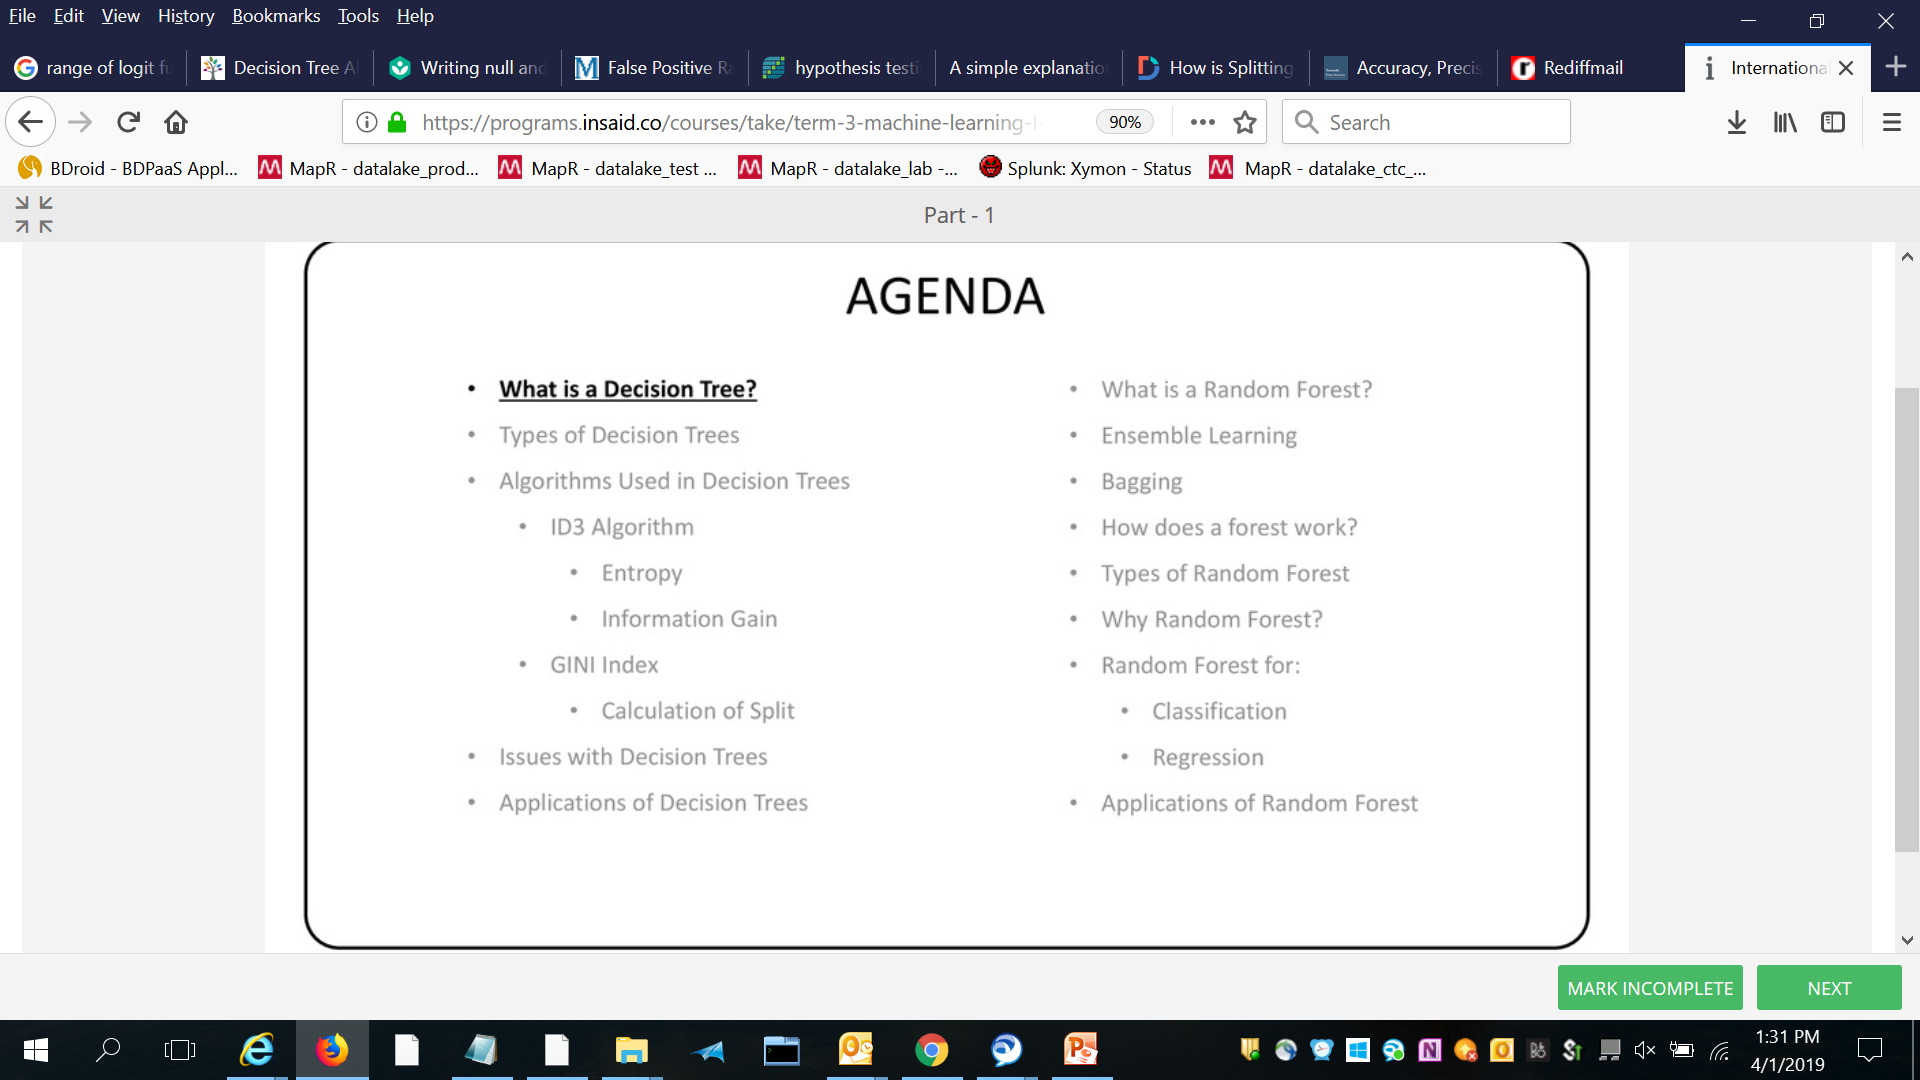 File Edit View History Bookmarks Tools Help
range of logit fu
Decision Tree Al
Writing null and
False Positive Ra
hypothesis testi
A simple explanation
How is Splitting
Accuracy, Precis
Rediffmail
International
https://programs.insaid.co/courses/take/term-3-machine-learning-l
90%
Search
BDroid - BDPaaS Appl...
MapR - datalake_prod...
MapR - datalake_test ...
MapR - datalake_lab -...
Splunk: Xymon - Status
MapR - datalake_ctc_...
Part - 1
AGENDA
• What is a Decision Tree?
• Types of Decision Trees
• Algorithms Used in Decision Trees
• ID3 Algorithm
• Entropy
• Information Gain
• GINI Index
• Calculation of Split
• Issues with Decision Trees
• Applications of Decision Trees
• What is a Random Forest?
• Ensemble Learning
• Bagging
• How does a forest work?
• Types of Random Forest
• Why Random Forest?
• Random Forest for:
• Classification
• Regression
• Applications of Random Forest
MARK INCOMPLETE
NEXT
1:31 PM
4/1/2019